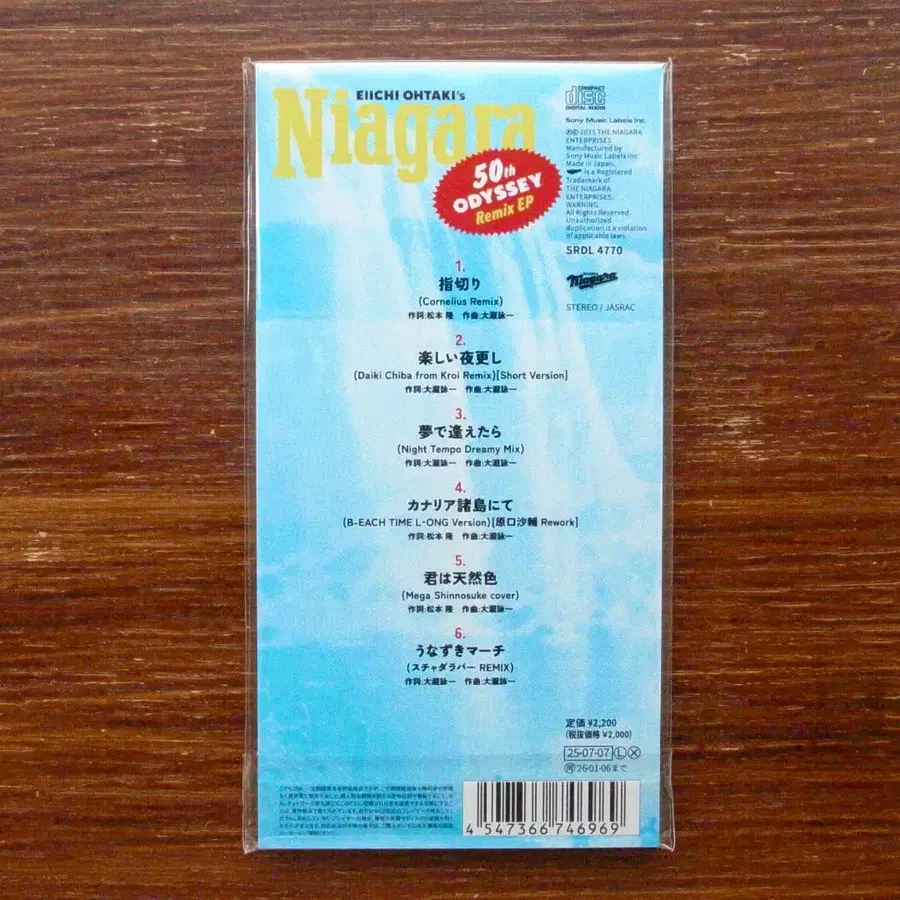 EIICHI OHTAKI's
Niagara
50th
ODYSSEY
Remix EP
COMPACT
disc
DIGITAL AUDIO
Sony Music Labels Inc.
Ⓟ© 2025 THE NIAGARA
ENTERPRISES
Manufactured by
Sony Music Labels Inc.
Made in Japan.
is a Registered
Trademark of
THE NIAGARA
ENTERPRISES.
WARNING.
All Rights Reserved.
Unauthorized
duplication is a violation
of applicable laws.
SRDL 4770
Niagara
STEREO / JASRAC
1.
指切り
(Cornelius Remix)
作詞:松本 隆 作曲:大瀧詠一
2.
楽しい夜更し
(Daiki Chiba from Kroi Remix)[Short Version]
作詞:大瀧詠一 作曲:大瀧詠一
3.
夢で逢えたら
(Night Tempo Dreamy Mix)
作詞:大瀧詠一 作曲:大瀧詠一
4.
カナリア諸島にて
(B-EACH TIME L-ONG Version)[原口沙輔 Rework]
作詞:松本 隆 作曲:大瀧詠一
5.
君は天然色
(Mega Shinnosuke cover)
作詞:松本 隆 作曲:大瀧詠一
6.
うなずきマーチ
(スチャダラパー REMIX)
作詞:大瀧詠一 作曲:大瀧詠一
定価 ¥2,200
(税抜価格 ¥2,000)
25-07-07 Ⓛ Ⓧ
'26・01・06まで
4 547366 746969